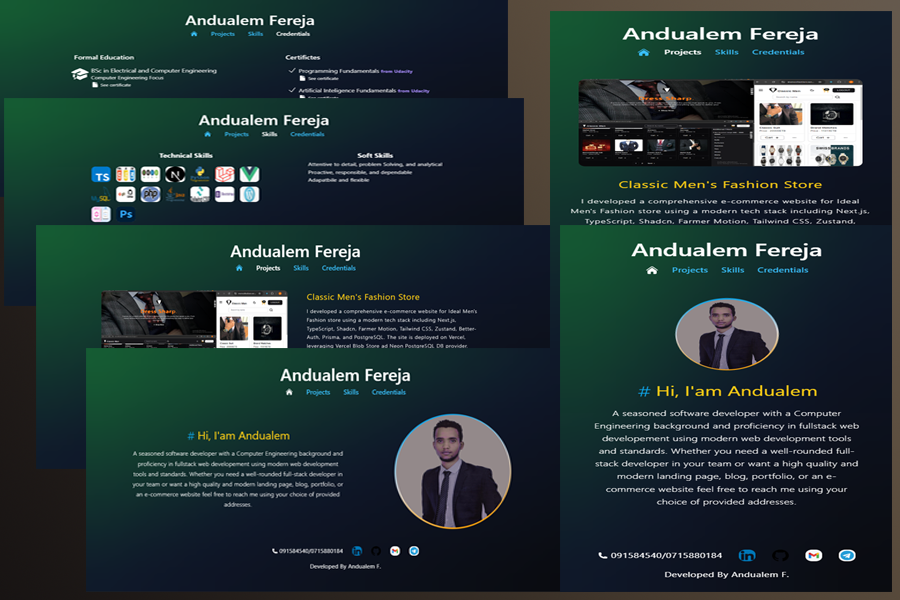 Andualem Fereja
Projects Skills Credentials
Formal Education
BSc in Electrical and Computer Engineering
Computer Engineering Focus
See certificate
Certifictes
Programming Fundamentals from Udacity
See certificate
Artificial Inteligence Fundamentals from Udacity
Andualem Fereja
Projects Skills Credentials
Technical Skills
TS
php
Ps
Soft Skills
Attentive to detail, problem Solving, and analytical
Proactive, responsible, and dependable
Adapatbile and flexible
Andualem Fereja
Projects Skills Credentials
Classic Men's Fashion Store
I developed a comprehensive e-commerce website for Ideal Men's
Fashion store using a modern tech stack including Next.js,
TypeScript, Shadcn, Farmer Motion, Tailwind CSS, Zustand, Better-
Auth, Prisma, and PostgreSQL. The site is deployed on Vercel,
leveraging Vercel Blob Store ad Neon PostgreSQL DB provider.
Andualem Fereja
Projects Skills Credentials
# Hi, I'am Andualem
A seasoned software developer with a Computer Engineering background and
proficiency in fullstack web developement using modern web development
tools and standards. Whether you need a well-rounded full-stack developer in
your team or want a high quality and modern landing page, blog, portfolio, or
an e-commerce website feel free to reach me using your choice of provided
addresses.
091584540/0715880184
Developed By Andualem F.
Andualem Fereja
Projects Skills Credentials
Classic Men's Fashion Store
I developed a comprehensive e-commerce website for Ideal
Men's Fashion store using a modern tech stack including Next.js,
TypeScript, Shadcn, Farmer Motion, Tailwind CSS, Zustand,
Andualem Fereja
Projects Skills Credentials
# Hi, I'am Andualem
A seasoned software developer with a Computer
Engineering background and proficiency in fullstack web
developement using modern web development tools
and standards. Whether you need a well-rounded full-
stack developer in your team or want a high quality and
modern landing page, blog, portfolio, or an e-
commerce website feel free to reach me using your
choice of provided addresses.
091584540/0715880184
Developed By Andualem F.